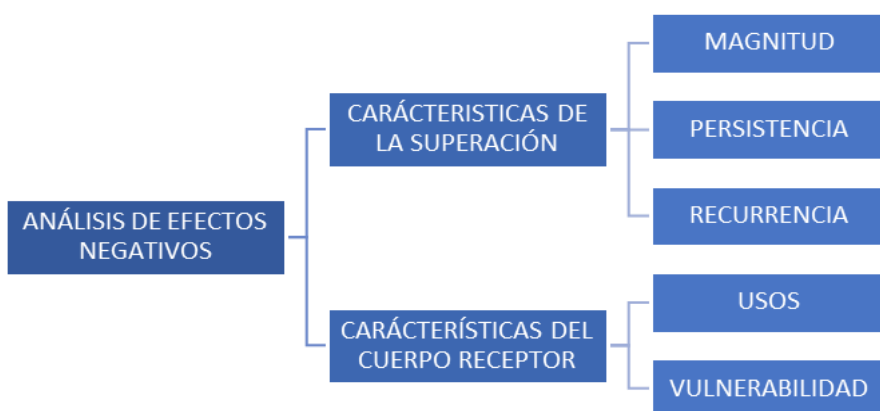 ANÁLISIS DE EFECTOS
NEGATIVOS
CARÁCTERISTICAS DE
LA SUPERACIÓN
MAGNITUD
PERSISTENCIA
RECURRENCIA
CARÁCTERÍSTICAS DEL
CUERPO RECEPTOR
USOS
VULNERABILIDAD